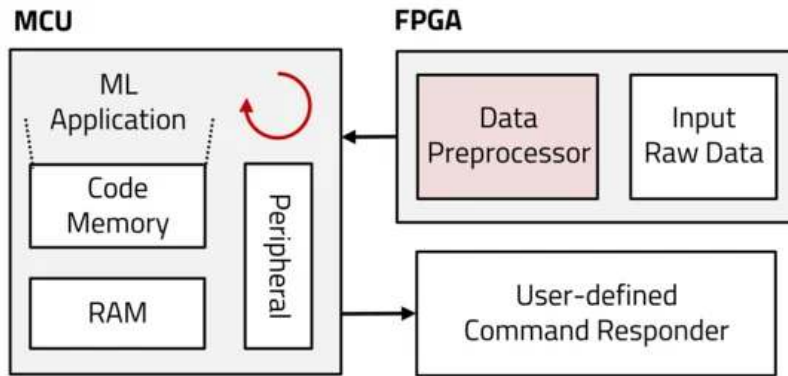 MCU
FPGA
ML
Application
Code
Memory
RAM
Peripheral
Data
Preprocessor
Input
Raw Data
User-defined
Command Responder